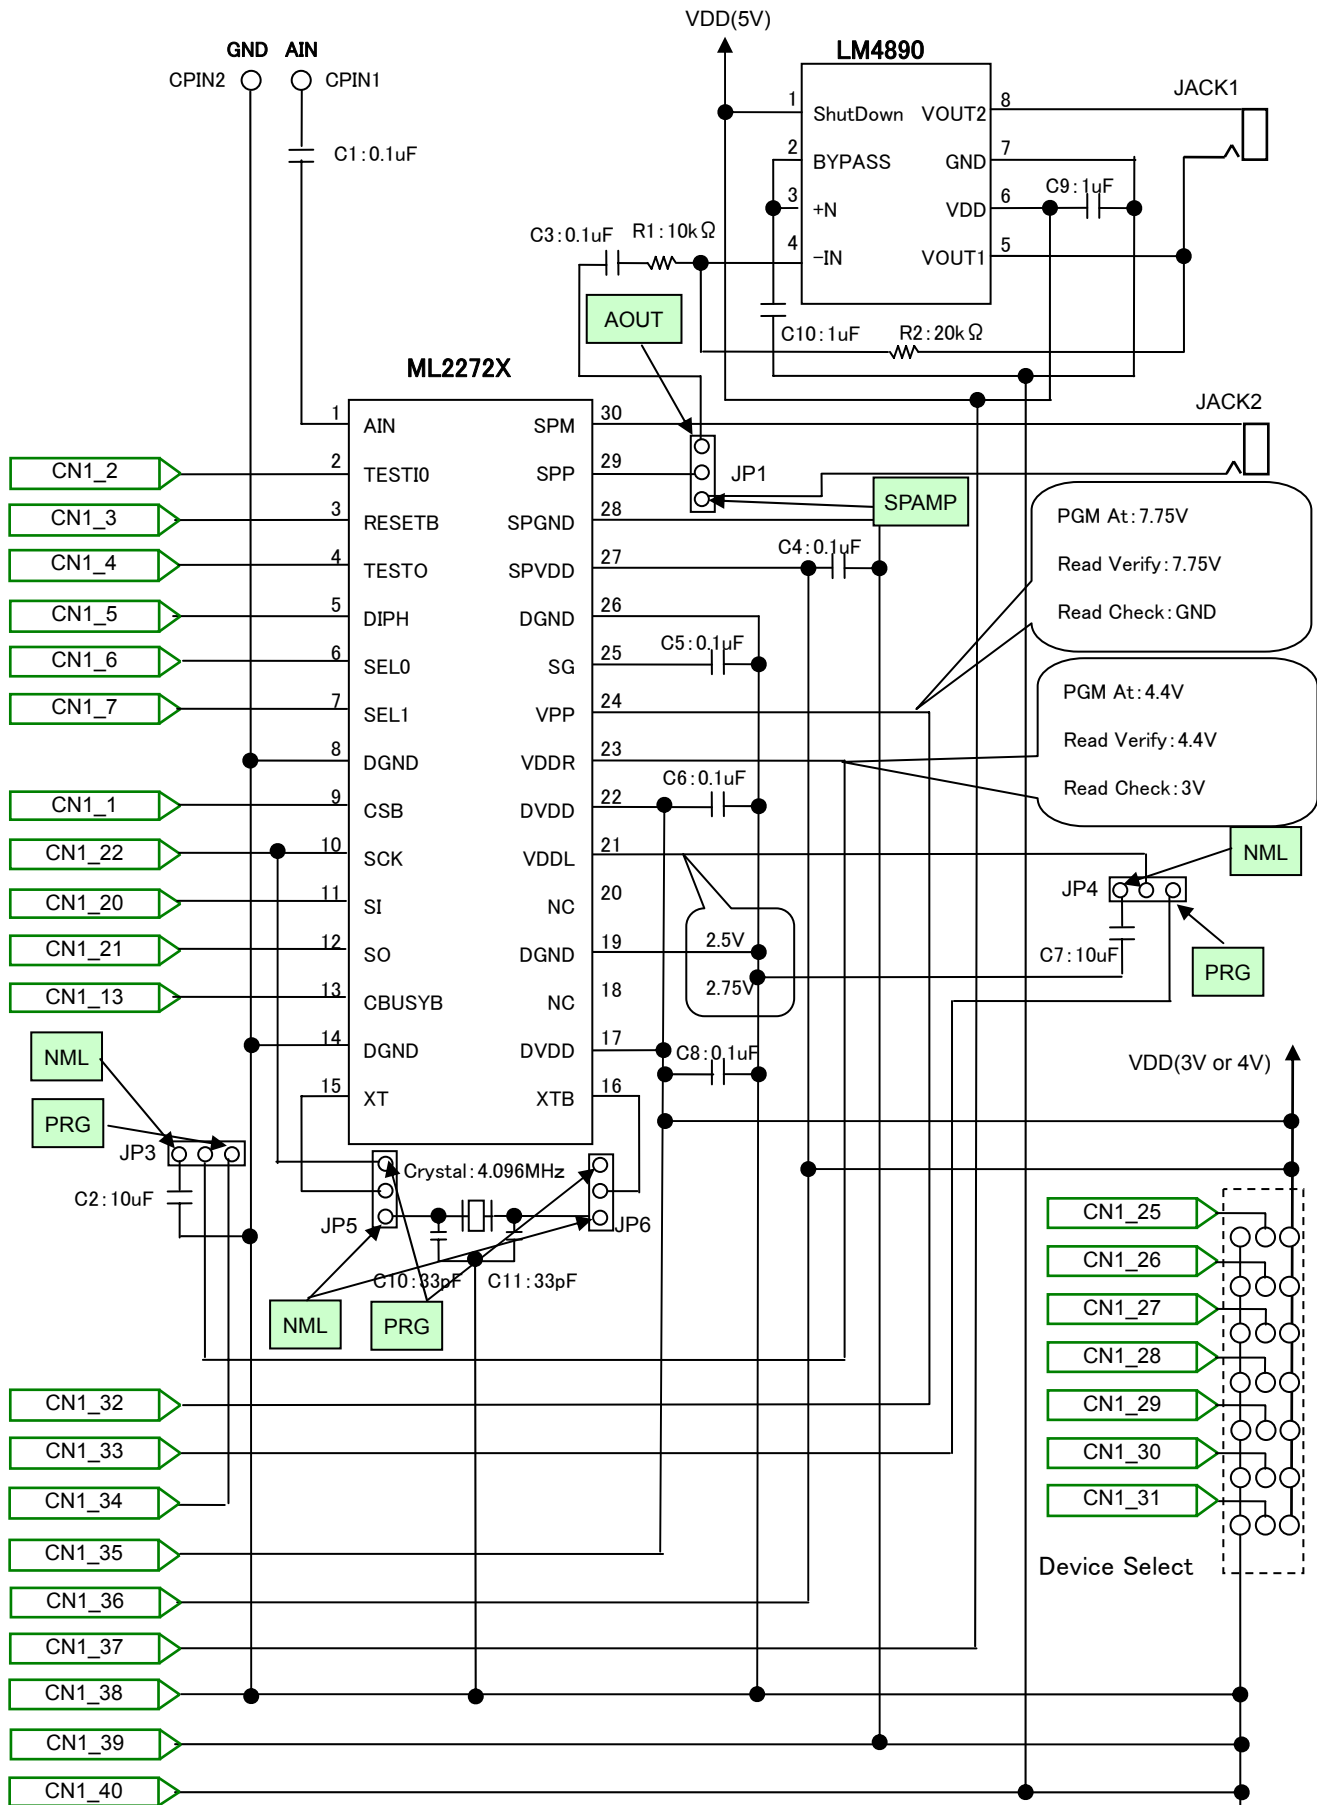 VDD(5V)
GND AIN
CPIN2
CPIN1
C1:0.1uF
LM4890
1 ShutDown
2 BYPASS
3 +N
4 -IN
VOUT2 8
GND 7
VDD 6
VOUT1 5
JACK1
C9:1uF
C3:0.1uF
R1:10kΩ
C10:1uF
R2:20kΩ
AOUT
ML2272X
1 AIN
2 TESTI0
3 RESETB
4 TESTO
5 DIPH
6 SEL0
7 SEL1
8 DGND
9 CSB
10 SCK
11 SI
12 SO
13 CBUSYB
14 DGND
15 XT
SPM 30
SPP 29
SPGND 28
SPVDD 27
DGND 26
SG 25
VPP 24
VDDR 23
DVDD 22
VDDL 21
NC 20
DGND 19
NC 18
DVDD 17
XTB 16
CN1_2
CN1_3
CN1_4
CN1_5
CN1_6
CN1_7
CN1_1
CN1_22
CN1_20
CN1_21
CN1_13
JP1
JACK2
SPAMP
C4:0.1uF
C5:0.1uF
C6:0.1uF
PGM At:7.75V
Read Verify:7.75V
Read Check:GND
PGM At:4.4V
Read Verify:4.4V
Read Check:3V
NML
JP4
C7:10uF
PRG
2.5V
2.75V
C8:0.1uF
VDD(3V or 4V)
NML
PRG
JP3
C2:10uF
Crystal:4.096MHz
JP5
JP6
C10:33pF
C11:33pF
NML
PRG
CN1_25
CN1_26
CN1_27
CN1_28
CN1_29
CN1_30
CN1_31
Device Select
CN1_32
CN1_33
CN1_34
CN1_35
CN1_36
CN1_37
CN1_38
CN1_39
CN1_40